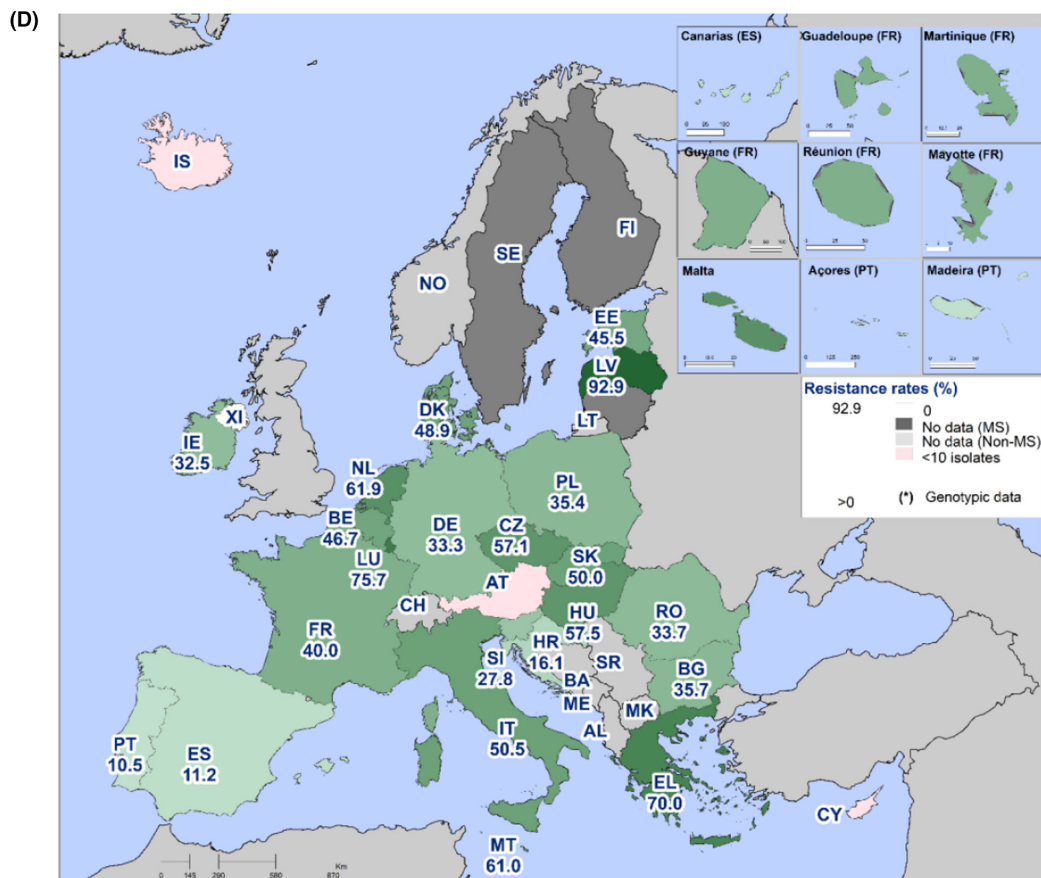 (D)
Canarias (ES)
Guadeloupe (FR)
Martinique (FR)
Guyane (FR)
Réunion (FR)
Mayotte (FR)
Malta
Açores (PT)
Madeira (PT)
IS
FI
SE
NO
EE
45.5
LV
92.9
LT
DK
48.9
XI
IE
32.5
NL
61.9
PL
35.4
BE
46.7
DE
33.3
CZ
57.1
LU
75.7
SK
50.0
AT
CH
HU
57.5
RO
33.7
FR
40.0
SI
27.8
HR
16.1
SR
BA
BG
35.7
ME
MK
AL
IT
50.5
PT
10.5
ES
11.2
EL
70.0
CY
MT
61.0
Resistance rates (%)
92.9
0
No data (MS)
No data (Non-MS)
<10 isolates
>0
(*) Genotypic data
0 145 290 580 870
Km